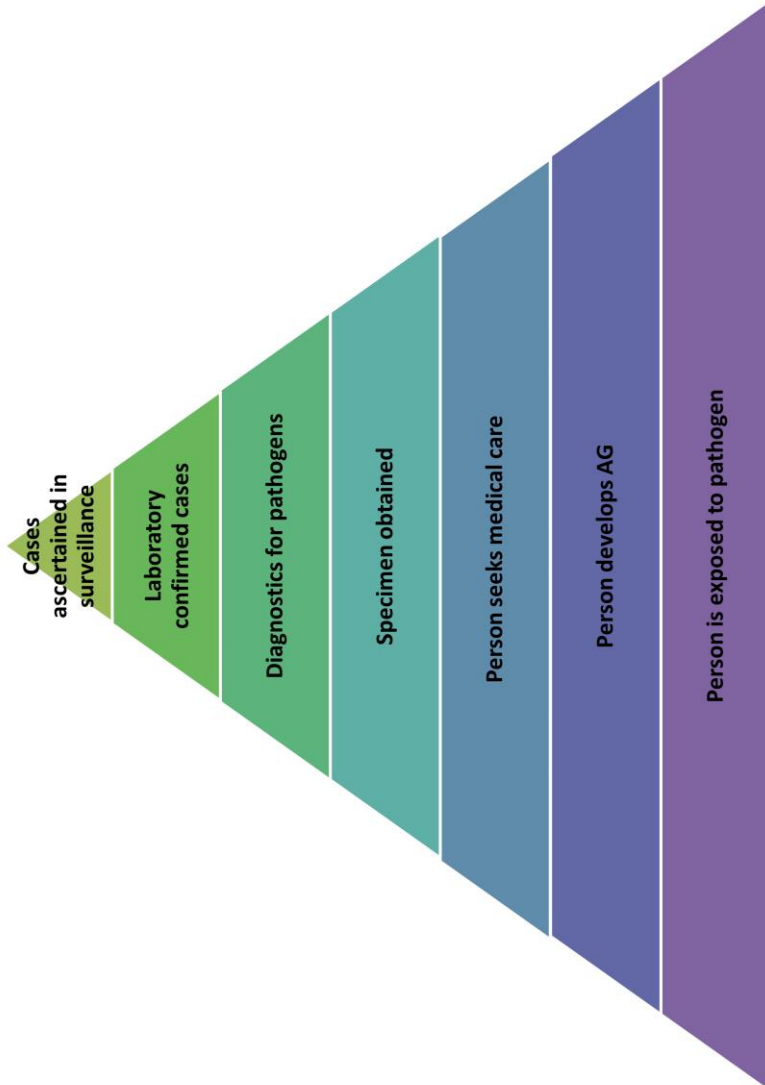 Cases
ascertained in
surveillance
Laboratory
confirmed cases
Diagnostics for pathogens
Specimen obtained
Person seeks medical care
Person develops AG
Person is exposed to pathogen